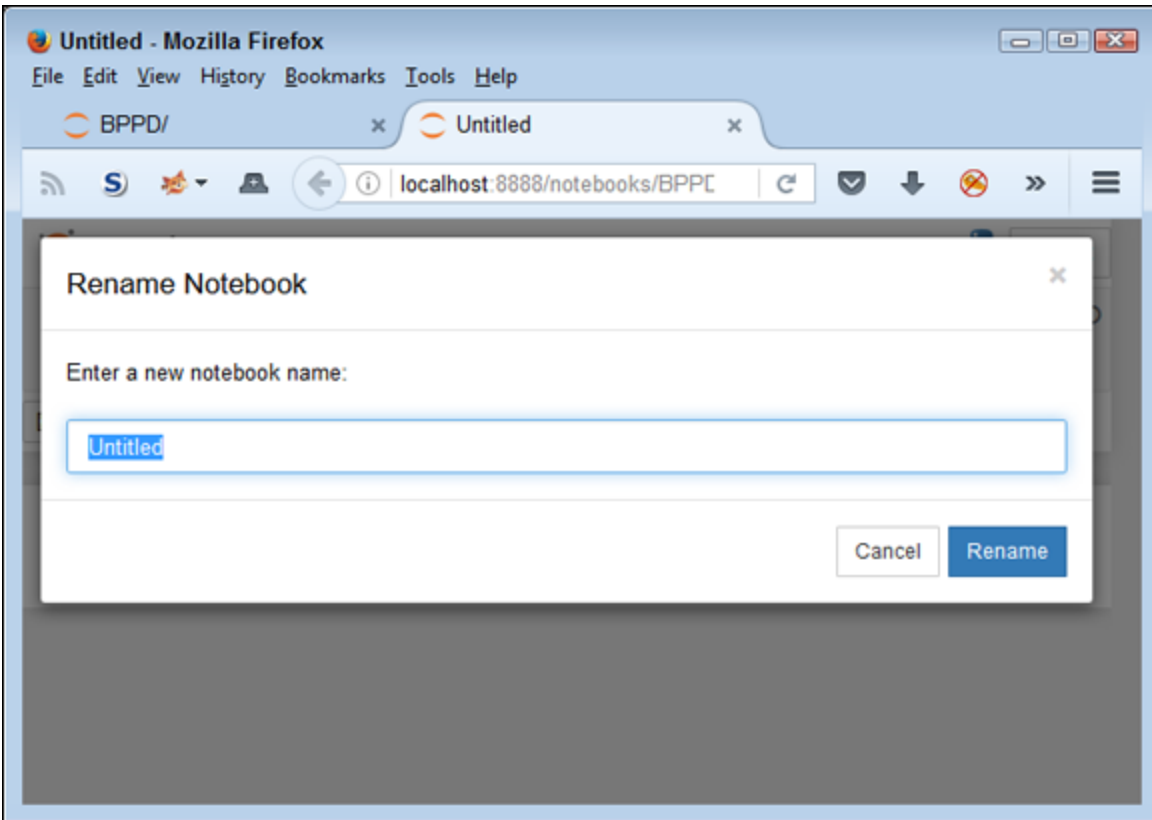 Untitled - Mozilla Firefox
File Edit View History Bookmarks Tools Help
BPPD/ Untitled
S) localhost:8888/notebooks/BPPD
Rename Notebook
Enter a new notebook name:
Untitled
Cancel Rename